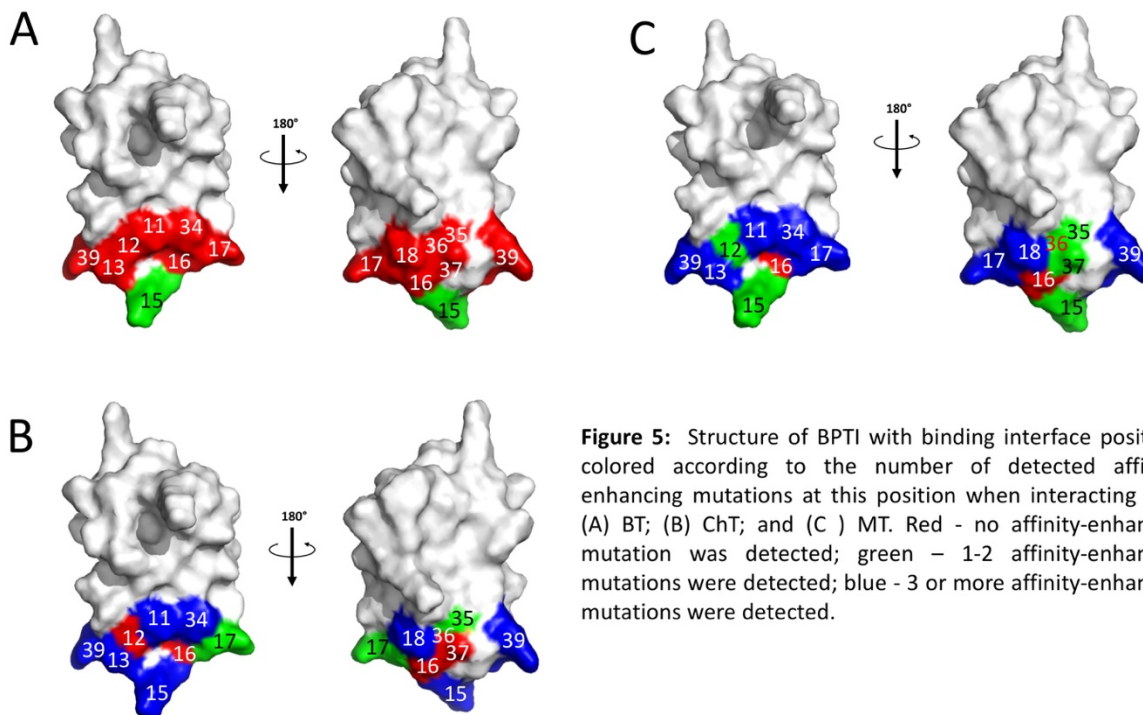 A
180°
11 34
12 17
39 13 16
15
35
18 36
17 37 39
16
15
C
180°
11 34
12 17
39 13 16
15
35
18 36
17 37 39
16
15
B
180°
11 34
12 17
39 13 16
15
35
18 36
17 37 39
16
15
Figure 5: Structure of BPTI with binding interface posit
colored according to the number of detected affi
enhancing mutations at this position when interacting
(A) BT; (B) ChT; and (C ) MT. Red - no affinity-enhan
mutation was detected; green – 1-2 affinity-enhan
mutations were detected; blue - 3 or more affinity-enhan
mutations were detected.